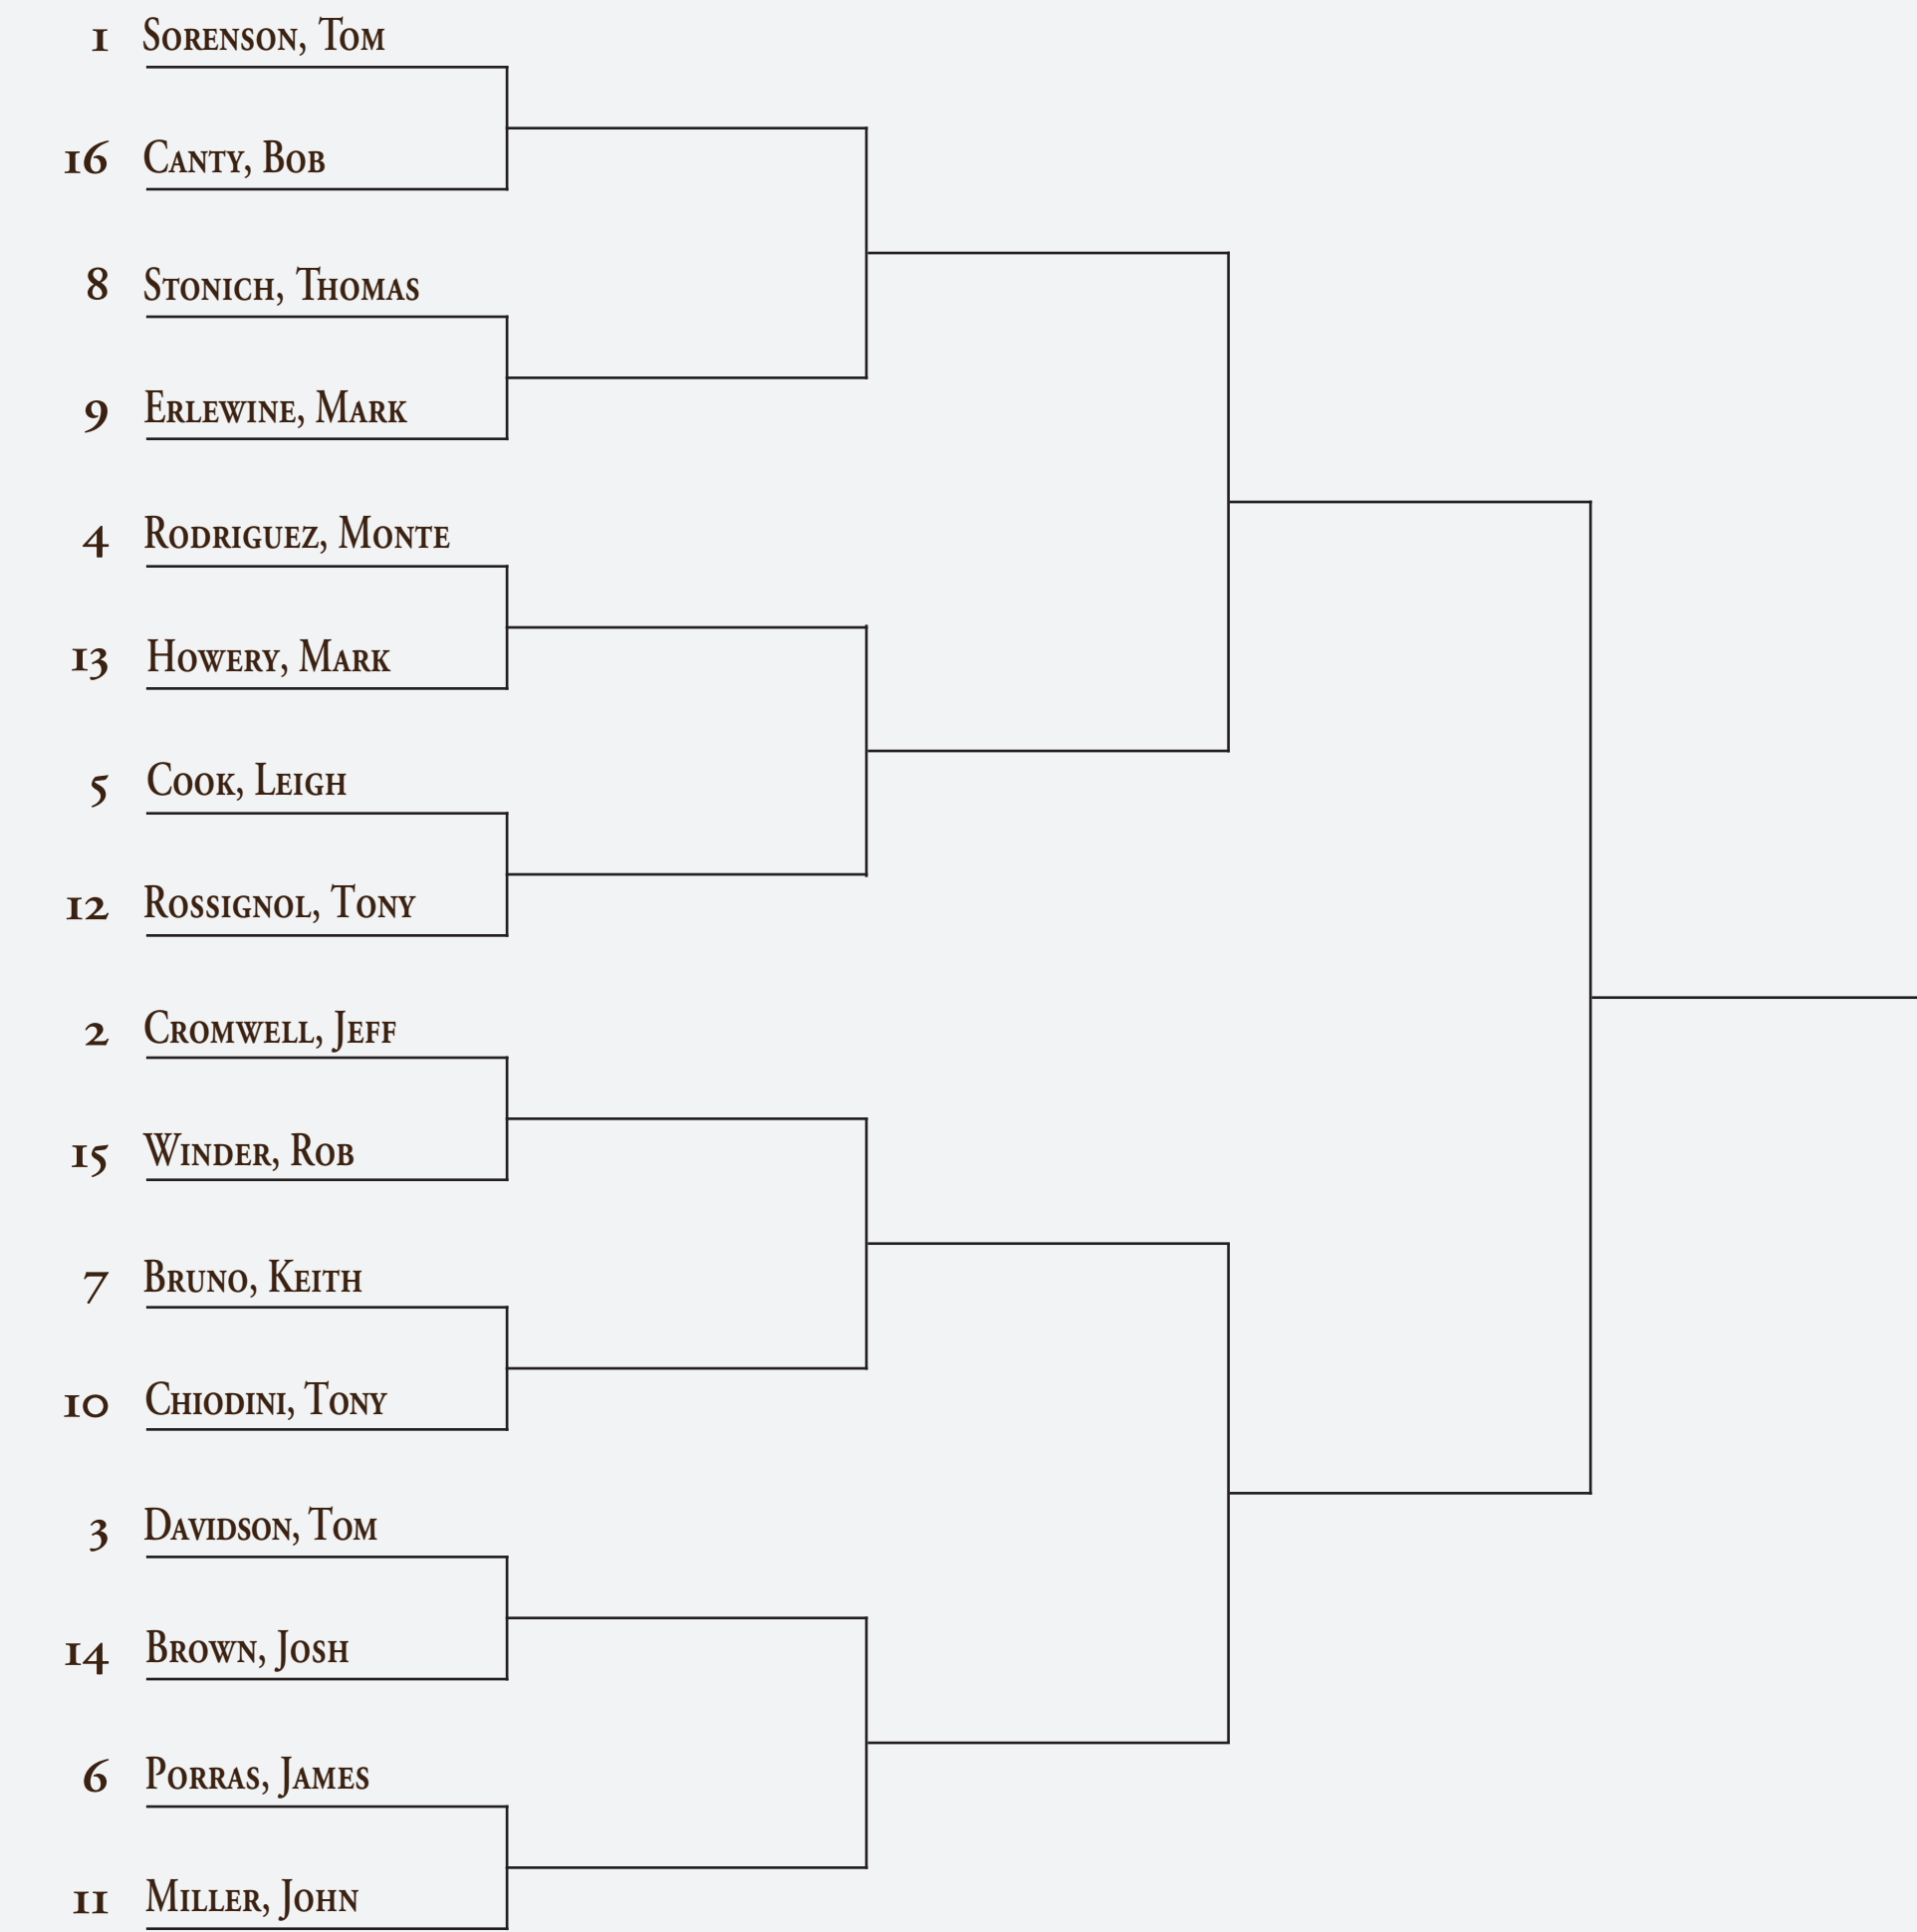 1 Sorenson, Tom
16 Canty, Bob
8 Stonich, Thomas
9 Erlewine, Mark
4 Rodriguez, Monte
13 Howery, Mark
5 Cook, Leigh
12 Rossignol, Tony
2 Cromwell, Jeff
15 Winder, Rob
7 Bruno, Keith
10 Chiodini, Tony
3 Davidson, Tom
14 Brown, Josh
6 Porras, James
11 Miller, John